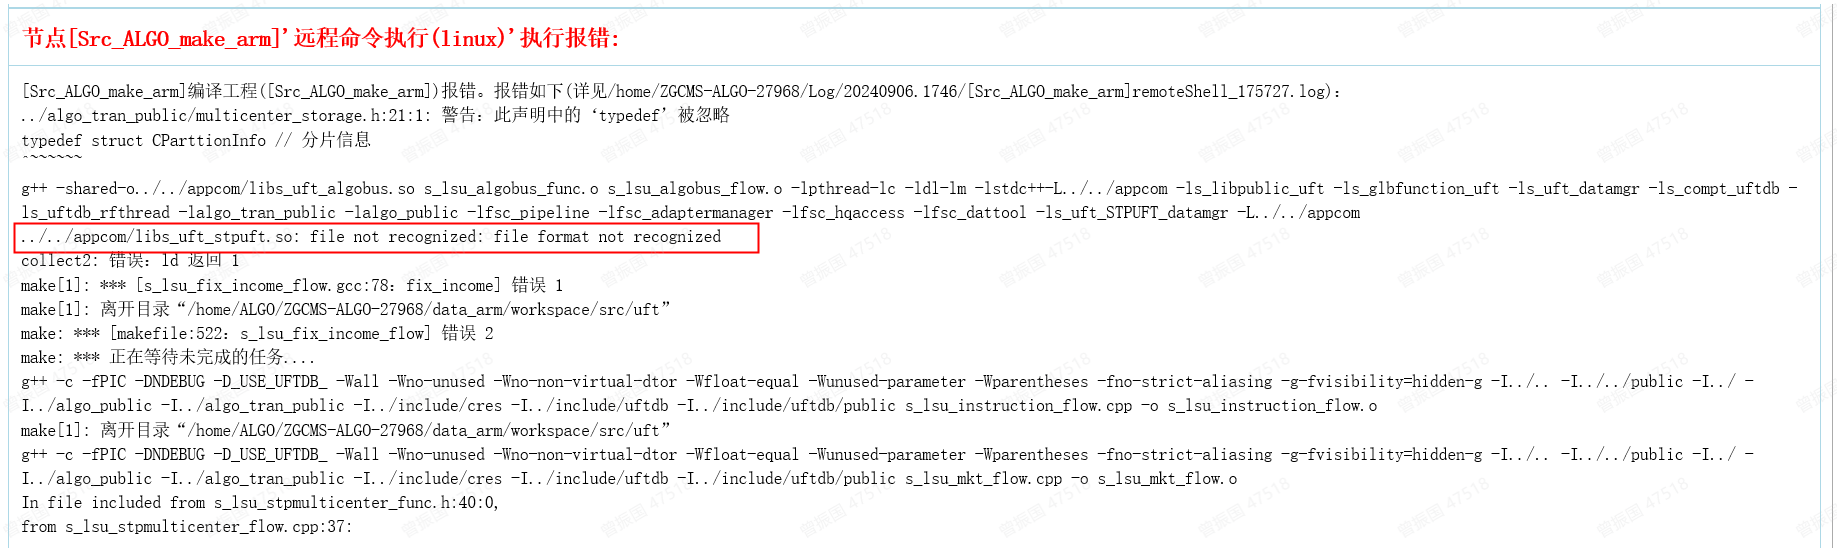 节点[Src_ALGO_make_arm]'远程命令执行(linux)'执行报错:
[Src_ALGO_make_arm]编译工程([Src_ALGO_make_arm])报错。报错如下(详见/home/ZGCMS-ALGO-27968/Log/20240906.1746/[Src_ALGO_make_arm]remoteShell_175727.log):
../algo_tran_public/multicenter_storage.h:21:1: 警告：此声明中的‘typedef’被忽略
typedef struct CParttionInfo // 分片信息
^~~~~~~
g++ -shared-o../../appcom/libs_uft_algobus.so s_lsu_algobus_func.o s_lsu_algobus_flow.o -lpthread-lc -ldl-lm -lstdc++-L../../appcom -ls_libpublic_uft -ls_glbfunction_uft -ls_uft_datamgr -ls_compt_uftdb -
ls_uftdb_rfthread -lalgo_tran_public -lalgo_public -lfsc_pipeline -lfsc_adaptermanager -lfsc_hqaccess -lfsc_dattool -ls_uft_STPUFT_datamgr -L../../appcom
../../appcom/libs_uft_stpuft.so: file not recognized: file format not recognized
collect2: 错误：ld 返回 1
make[1]: *** [s_lsu_fix_income_flow.gcc:78：fix_income] 错误 1
make[1]: 离开目录“/home/ALGO/ZGCMS-ALGO-27968/data_arm/workspace/src/uft”
make: *** [makefile:522：s_lsu_fix_income_flow] 错误 2
make: *** 正在等待未完成的任务....
g++ -c -fPIC -DNDEBUG -D_USE_UFTDB_ -Wall -Wno-unused -Wno-non-virtual-dtor -Wfloat-equal -Wunused-parameter -Wparentheses -fno-strict-aliasing -g-fvisibility=hidden-g -I../.. -I../../public -I../ -
I../algo_public -I../algo_tran_public -I../include/cres -I../include/uftdb -I../include/uftdb/public s_lsu_instruction_flow.cpp -o s_lsu_instruction_flow.o
make[1]: 离开目录“/home/ALGO/ZGCMS-ALGO-27968/data_arm/workspace/src/uft”
g++ -c -fPIC -DNDEBUG -D_USE_UFTDB_ -Wall -Wno-unused -Wno-non-virtual-dtor -Wfloat-equal -Wunused-parameter -Wparentheses -fno-strict-aliasing -g-fvisibility=hidden-g -I../.. -I../../public -I../ -
I../algo_public -I../algo_tran_public -I../include/cres -I../include/uftdb -I../include/uftdb/public s_lsu_mkt_flow.cpp -o s_lsu_mkt_flow.o
In file included from s_lsu_stpmulticenter_func.h:40:0,
from s_lsu_stpmulticenter_flow.cpp:37:
曾振国 47518